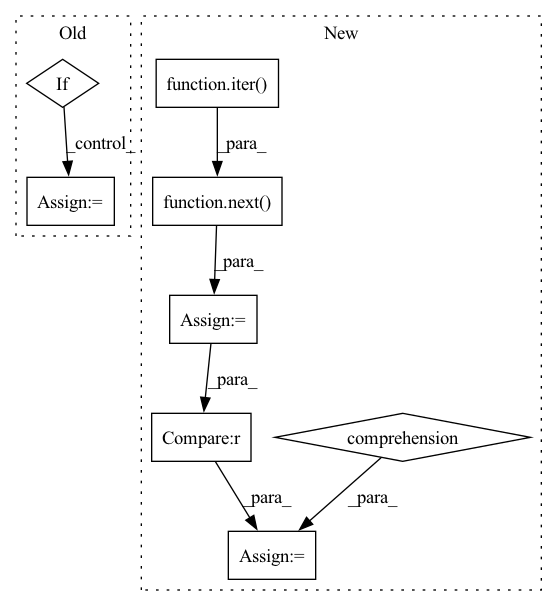 Old
New
If
function.iter()
_control_
_para_
Assign:=
function.next()
_para_
Assign:=
_para_
Compare:r
comprehension
_para_
_para_
Assign:=